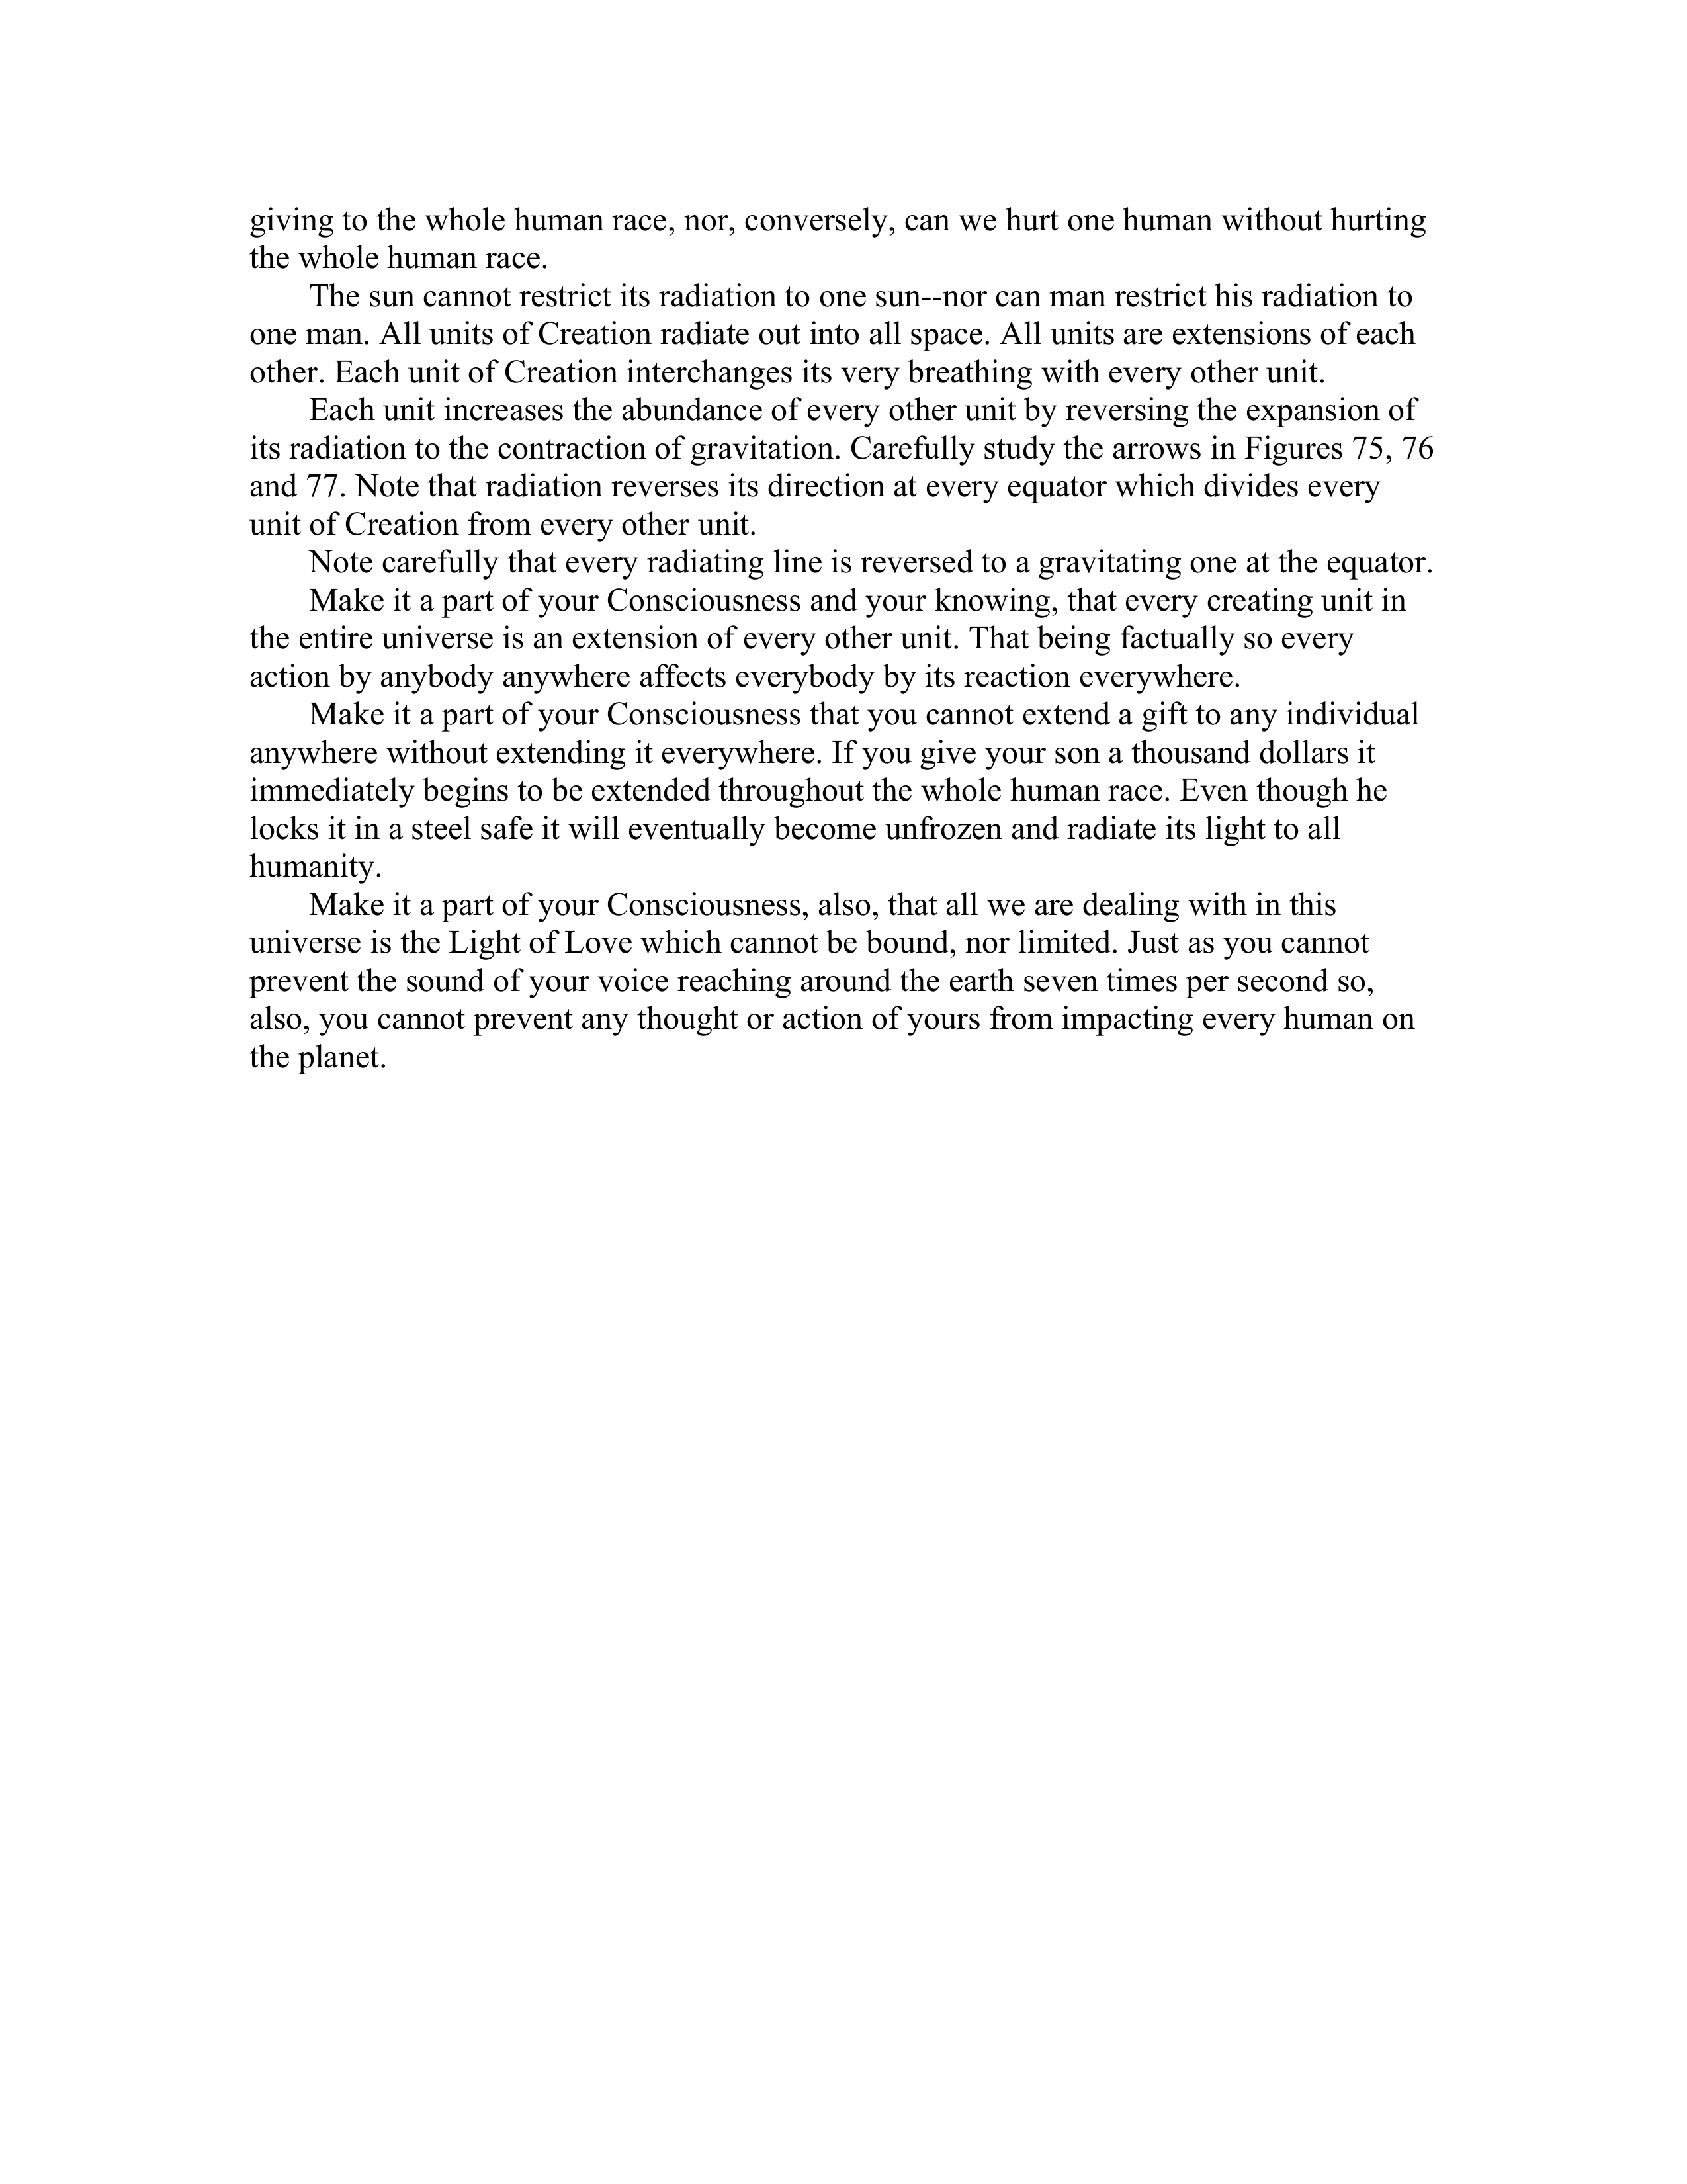 giving to the whole human race, nor, conversely, can we hurt one human without hurting
the whole human race.
The sun cannot restrict its radiation to one sun--nor can man restrict his radiation to
one man. All units of Creation radiate out into all space. All units are extensions of each
other. Each unit of Creation interchanges its very breathing with every other unit.
Each unit increases the abundance of every other unit by reversing the expansion of
its radiation to the contraction of gravitation. Carefully study the arrows in Figures 75, 76
and 77. Note that radiation reverses its direction at every equator which divides every
unit of Creation from every other unit.
Note carefully that every radiating line is reversed to a gravitating one at the equator.
Make it a part of your Consciousness and your knowing, that every creating unit in
the entire universe is an extension of every other unit. That being factually so every
action by anybody anywhere affects everybody by its reaction everywhere.
Make it a part of your Consciousness that you cannot extend a gift to any individual
anywhere without extending it everywhere. If you give your son a thousand dollars it
immediately begins to be extended throughout the whole human race. Even though he
locks it in a steel safe it will eventually become unfrozen and radiate its light to all
humanity.
Make it a part of your Consciousness, also, that all we are dealing with in this
universe is the Light of Love which cannot be bound, nor limited. Just as you cannot
prevent the sound of your voice reaching around the earth seven times per second so,
also, you cannot prevent any thought or action of yours from impacting every human on
the planet.